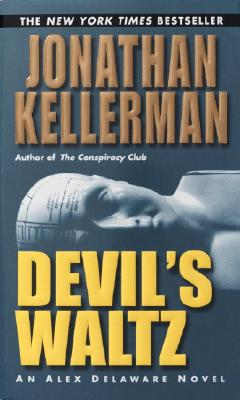 THE NEW YORK TIMES BESTSELLER
JONATHAN
KELLERMAN
Author of The Conspiracy Club
DEVIL'S
WALTZ
AN ALEX DELAWARE NOVEL